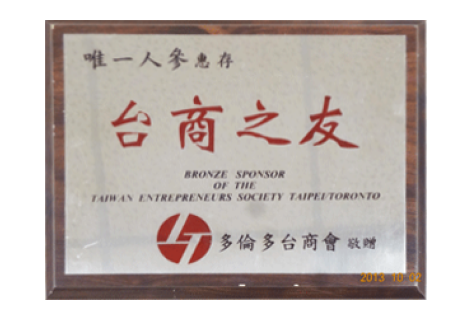 唯一人參惠存
台商之友
BRONZE SPONSOR
OF THE
TAIWAN ENTREPRENEURS SOCIETY TAIPEI/TORONTO
多倫多台商會 敬贈
2013.10.02